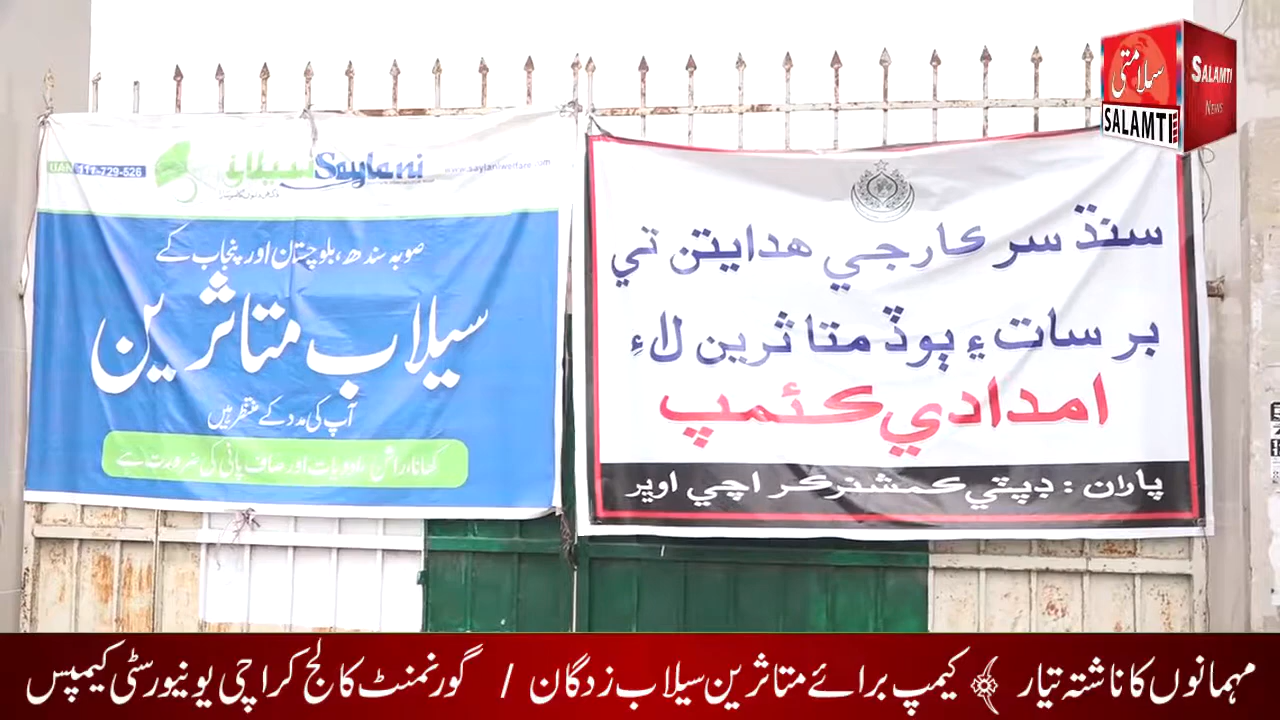 سلامتی
SALAMTI
SALAMTI
NEWS
UAN 111-729-526
سیلانی Saylani
www.saylaniwelfare.com
صوبہ سندھ، بلوچستان اور پنجاب کے
سیلاب متاثرین
آپ کی مدد کے منتظر ہیں
کھانا، راشن، ادویات اور صاف پانی کی ضرورت ہے
سنڌ سرڪار جي هدايتن تي
برسات ۽ ٻوڏ متاثرين لاءِ
امدادي ڪئمپ
پاران : ڊپٽي ڪمشنر ڪراچي اوير
مہمانوں کا ناشتہ تیار
کیمپ برائے متاثرین سیلاب زدگان / گورنمنٹ کالج کراچی یونیورسٹی کیمپس